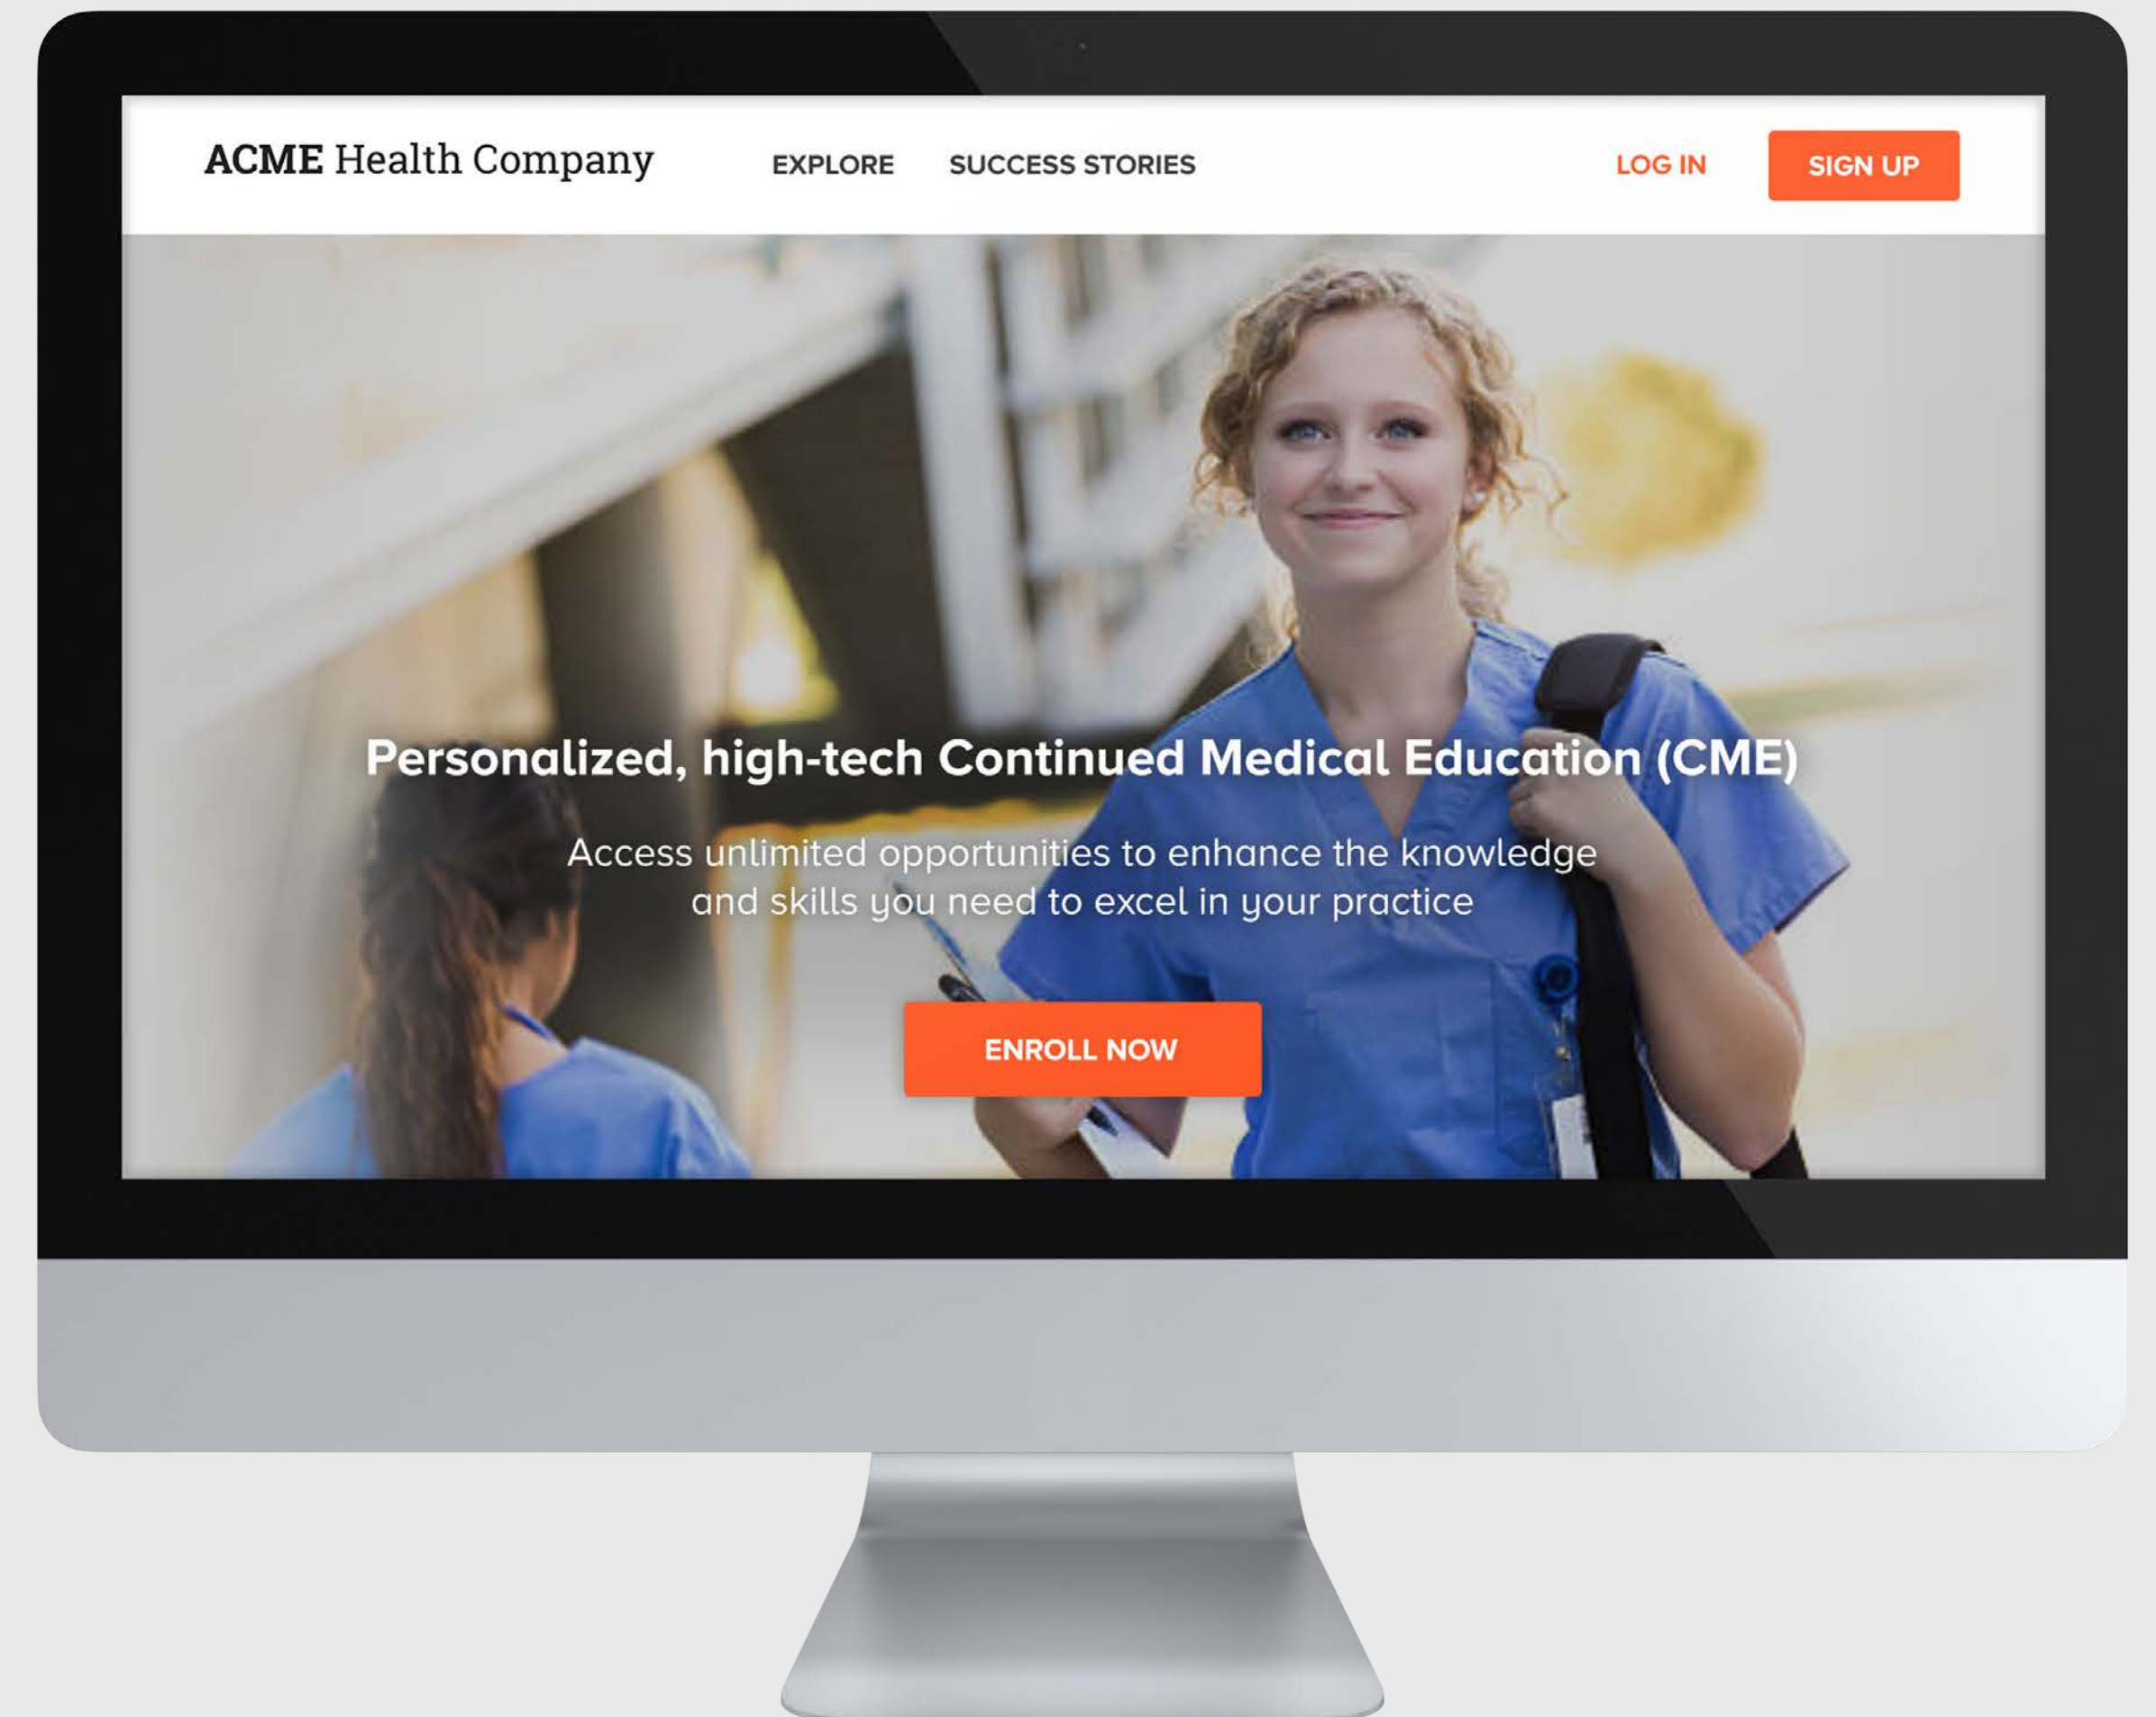 ACME Health Company
EXPLORE
SUCCESS STORIES
LOG IN
SIGN UP
Personalized, high-tech Continued Medical Education (CME)
Access unlimited opportunities to enhance the knowledge
and skills you need to excel in your practice
ENROLL NOW